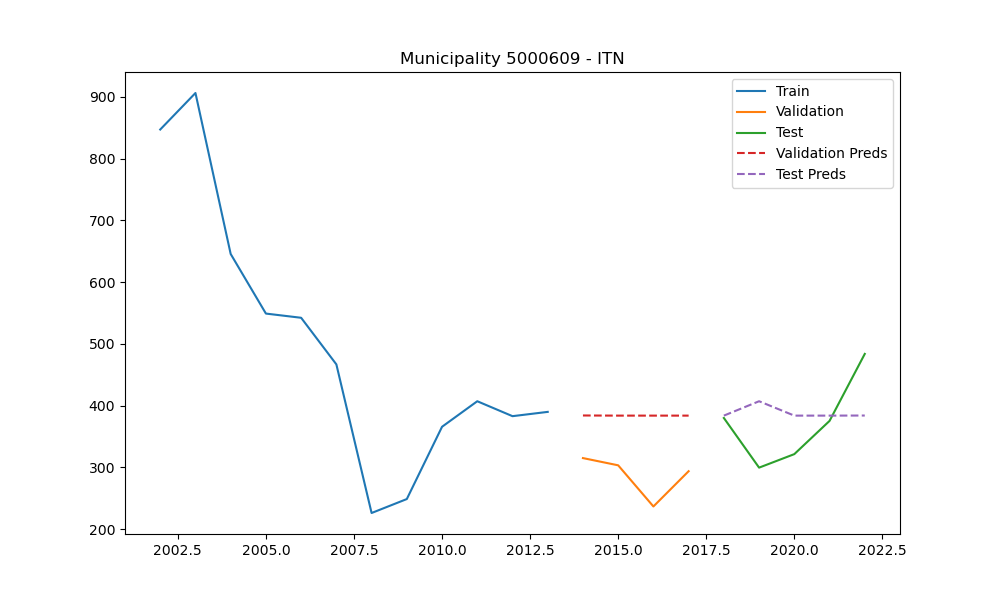 Municipality 5000609 - ITN
Train
Validation
Test
Validation Preds
Test Preds
900
800
700
600
500
400
300
200
2002.5 2005.0 2007.5 2010.0 2012.5 2015.0 2017.5 2020.0 2022.5